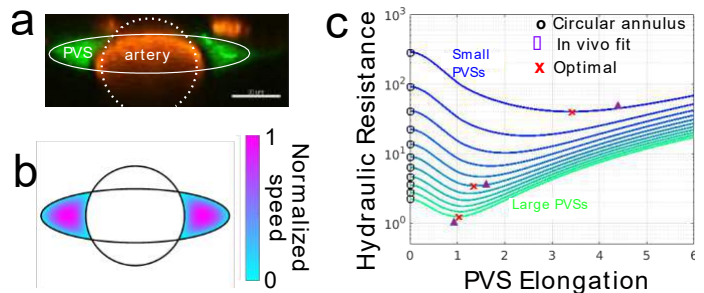 a
PVS
artery
b
1
Normalized
speed
0
c
Hydraulic Resistance
10³
10²
10¹
10⁰
Circular annulus
In vivo fit
Optimal
Small
PVSs
Large PVSs
0
1
2
3
4
5
6
PVS Elongation